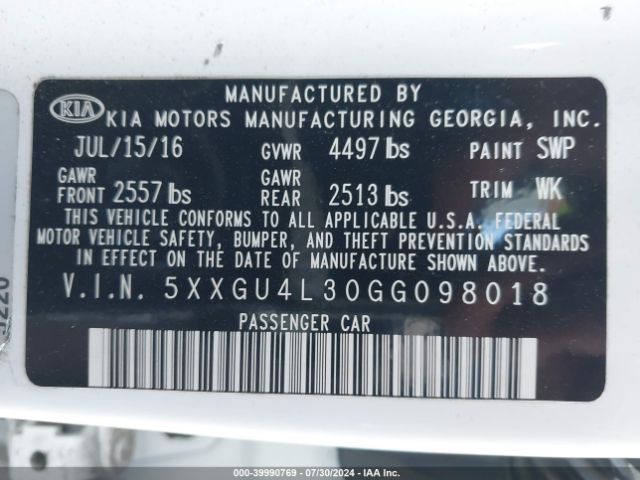 MANUFACTURED BY
KIA KIA MOTORS MANUFACTURING GEORGIA, INC.
JUL/15/16 GVWR 4497 lbs PAINT SWP
GAWR FRONT 2557 lbs GAWR REAR 2513 lbs TRIM WK
THIS VEHICLE CONFORMS TO ALL APPLICABLE U.S.A. FEDERAL
MOTOR VEHICLE SAFETY, BUMPER, AND THEFT PREVENTION STANDARDS
IN EFFECT ON THE DATE OF MANUFACTURE SHOWN ABOVE.
V.I.N. 5XXGU4L30GG098018
PASSENGER CAR
000-39990769 - 07/30/2024 - IAA Inc.